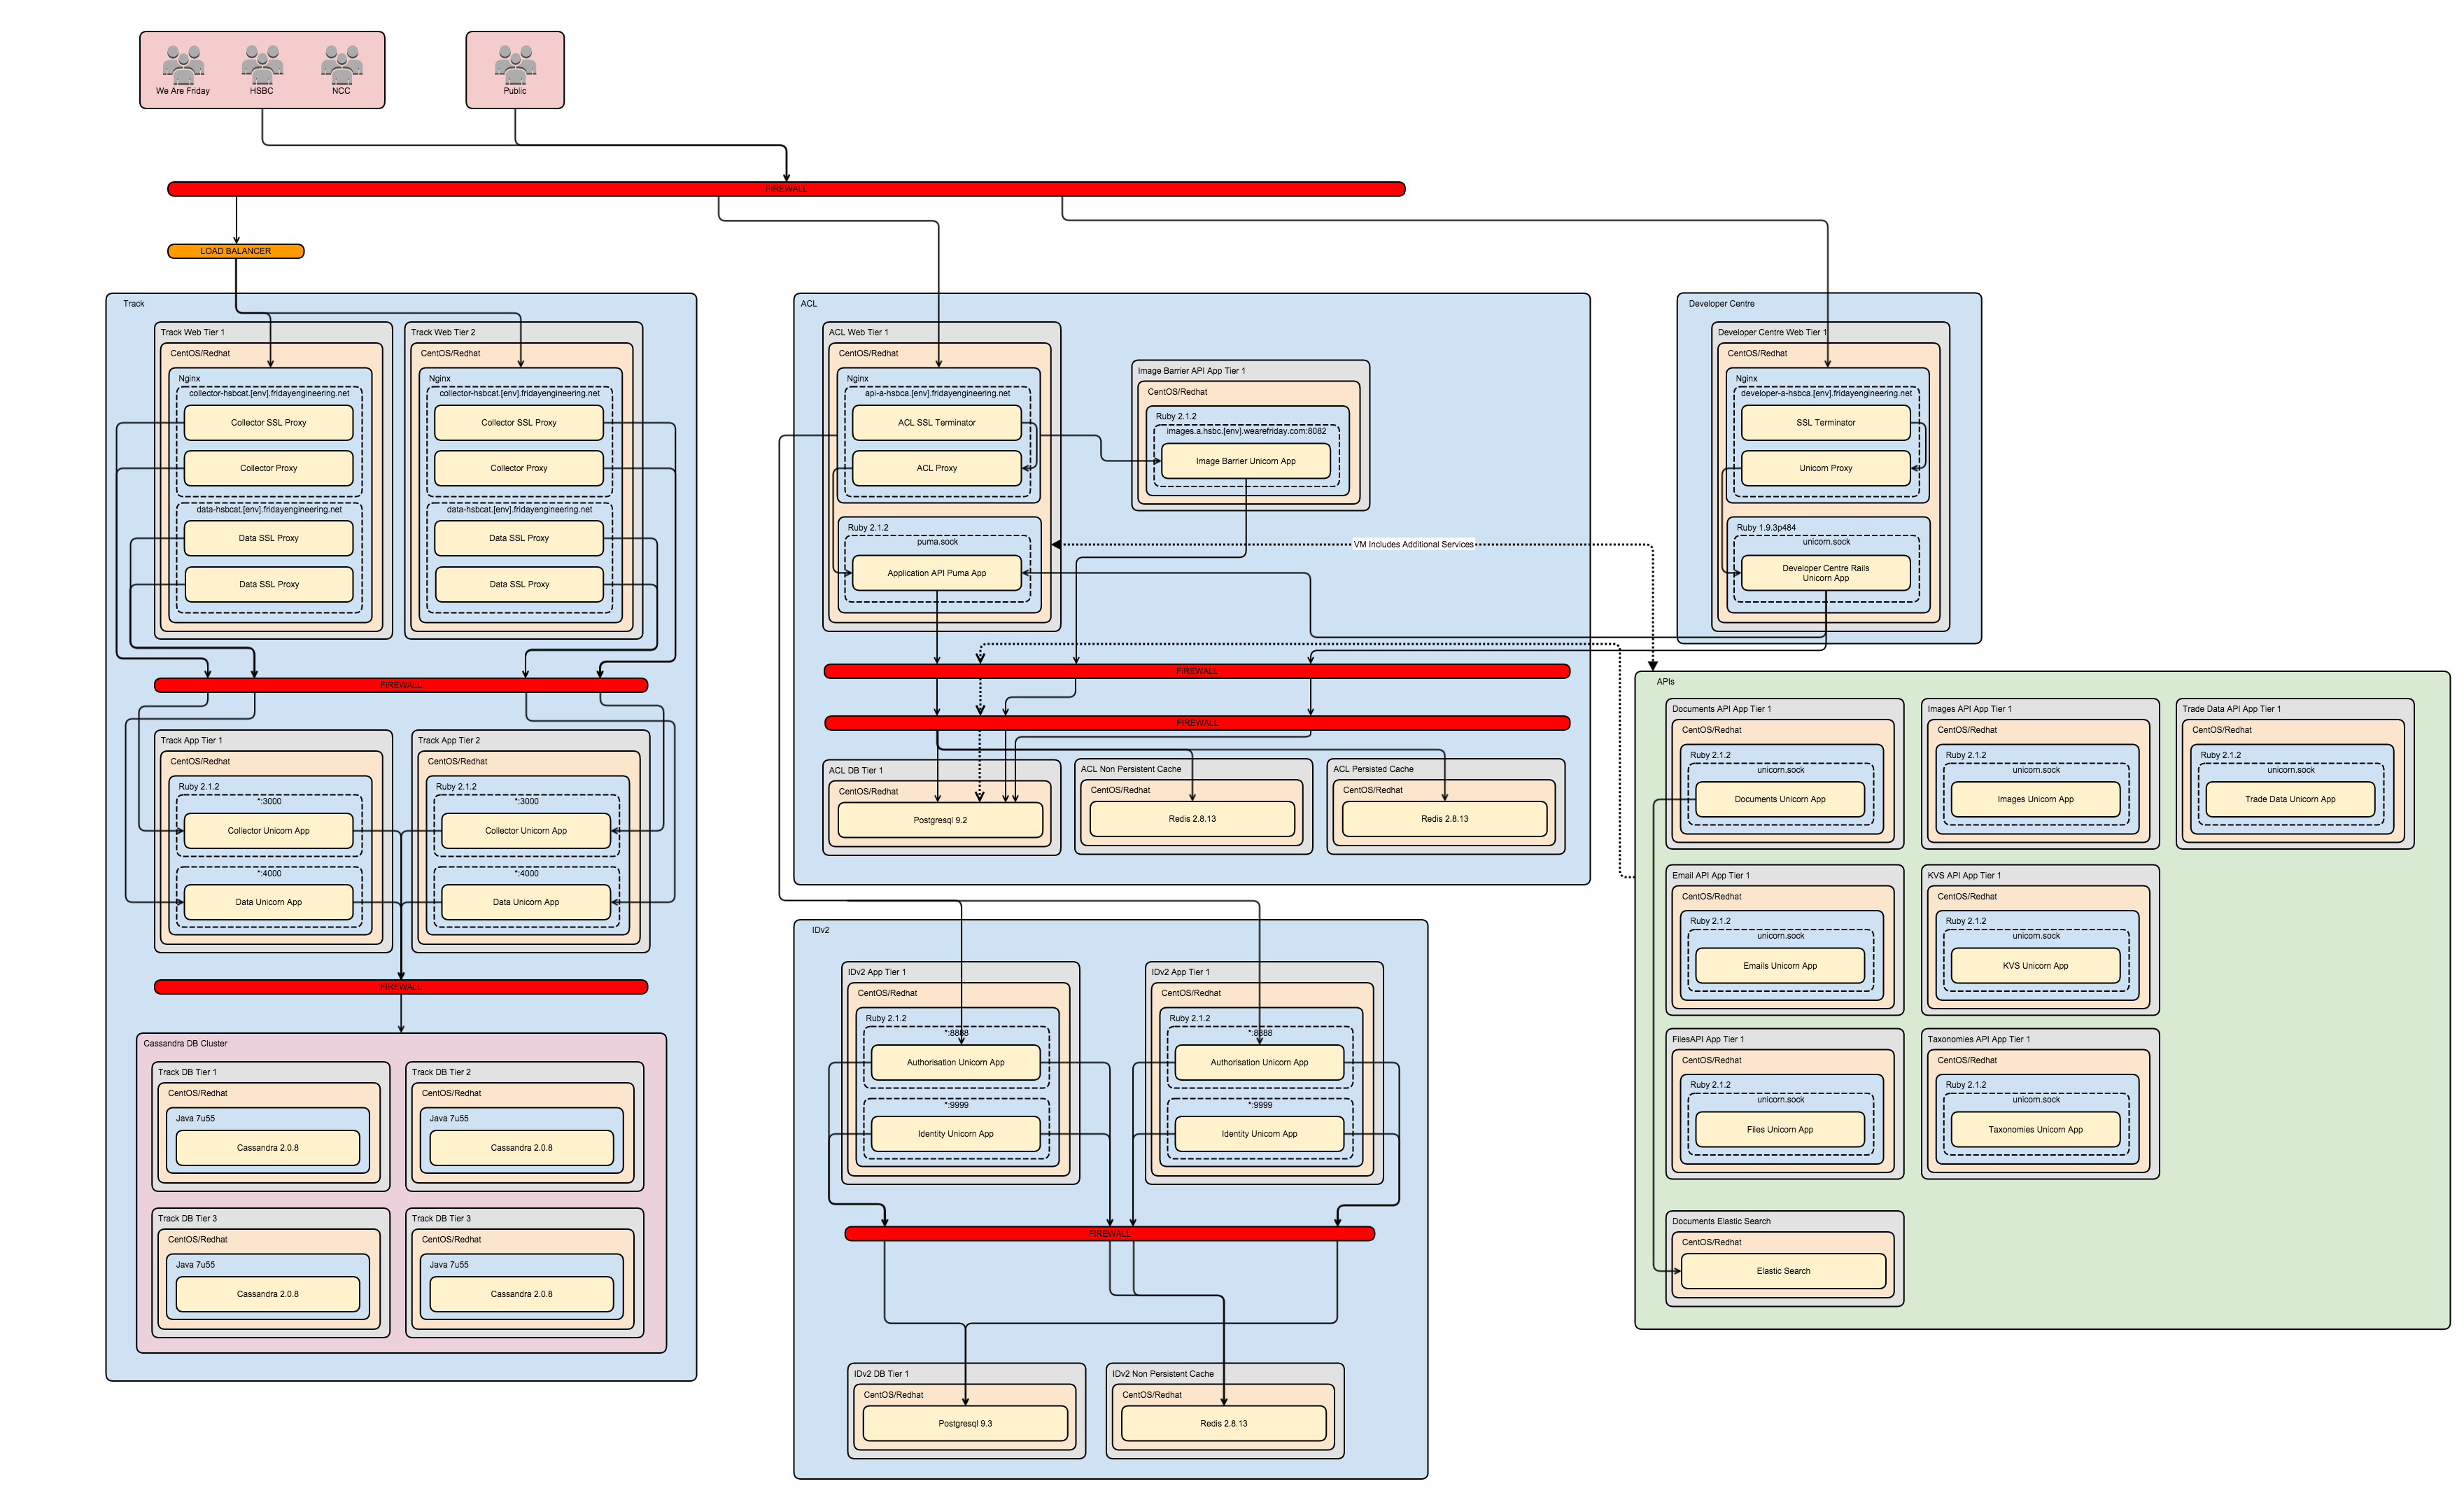 We Are Friday
HSBC
NCC
Public
FIREWALL
LOAD BALANCER
Track
Track Web Tier 1
CentOS/Redhat
Nginx
collector-hsbcat.[env].fridayengineering.net
Collector SSL Proxy
Collector Proxy
data-hsbcat.[env].fridayengineering.net
Data SSL Proxy
Data SSL Proxy
Track Web Tier 2
CentOS/Redhat
Nginx
collector-hsbcat.[env].fridayengineering.net
Collector SSL Proxy
Collector Proxy
data-hsbcat.[env].fridayengineering.net
Data SSL Proxy
Data SSL Proxy
FIREWALL
Track App Tier 1
CentOS/Redhat
Ruby 2.1.2
*:3000
Collector Unicorn App
*:4000
Data Unicorn App
Track App Tier 2
CentOS/Redhat
Ruby 2.1.2
*:3000
Collector Unicorn App
*:4000
Data Unicorn App
FIREWALL
Cassandra DB Cluster
Track DB Tier 1
CentOS/Redhat
Java 7u55
Cassandra 2.0.8
Track DB Tier 2
CentOS/Redhat
Java 7u55
Cassandra 2.0.8
Track DB Tier 3
CentOS/Redhat
Java 7u55
Cassandra 2.0.8
Track DB Tier 3
CentOS/Redhat
Java 7u55
Cassandra 2.0.8
ACL
ACL Web Tier 1
CentOS/Redhat
Nginx
api-a-hsbca.[env].fridayengineering.net
ACL SSL Terminator
ACL Proxy
Ruby 2.1.2
puma.sock
Application API Puma App
Image Barrier API App Tier 1
CentOS/Redhat
Ruby 2.1.2
images.a.hsbc.[env].wearefriday.com:8082
Image Barrier Unicorn App
VM Includes Additional Services
FIREWALL
FIREWALL
ACL DB Tier 1
CentOS/Redhat
Postgresql 9.2
ACL Non Persistent Cache
CentOS/Redhat
Redis 2.8.13
ACL Persisted Cache
CentOS/Redhat
Redis 2.8.13
Developer Centre
Developer Centre Web Tier 1
CentOS/Redhat
Nginx
developer-a-hsbca.[env].fridayengineering.net
SSL Terminator
Unicorn Proxy
Ruby 1.9.3p484
unicorn.sock
Developer Centre Rails
Unicorn App
IDv2
IDv2 App Tier 1
CentOS/Redhat
Ruby 2.1.2
*:8888
Authorisation Unicorn App
*:9999
Identity Unicorn App
IDv2 App Tier 1
CentOS/Redhat
Ruby 2.1.2
*:8888
Authorisation Unicorn App
*:9999
Identity Unicorn App
FIREWALL
IDv2 DB Tier 1
CentOS/Redhat
Postgresql 9.3
IDv2 Non Persistent Cache
CentOS/Redhat
Redis 2.8.13
APIs
Documents API App Tier 1
CentOS/Redhat
Ruby 2.1.2
unicorn.sock
Documents Unicorn App
Images API App Tier 1
CentOS/Redhat
Ruby 2.1.2
unicorn.sock
Images Unicorn App
Trade Data API App Tier 1
CentOS/Redhat
Ruby 2.1.2
unicorn.sock
Trade Data Unicorn App
Email API App Tier 1
CentOS/Redhat
Ruby 2.1.2
unicorn.sock
Emails Unicorn App
KVS API App Tier 1
CentOS/Redhat
Ruby 2.1.2
unicorn.sock
KVS Unicorn App
FilesAPI App Tier 1
CentOS/Redhat
Ruby 2.1.2
unicorn.sock
Files Unicorn App
Taxonomies API App Tier 1
CentOS/Redhat
Ruby 2.1.2
unicorn.sock
Taxonomies Unicorn App
Documents Elastic Search
CentOS/Redhat
Elastic Search